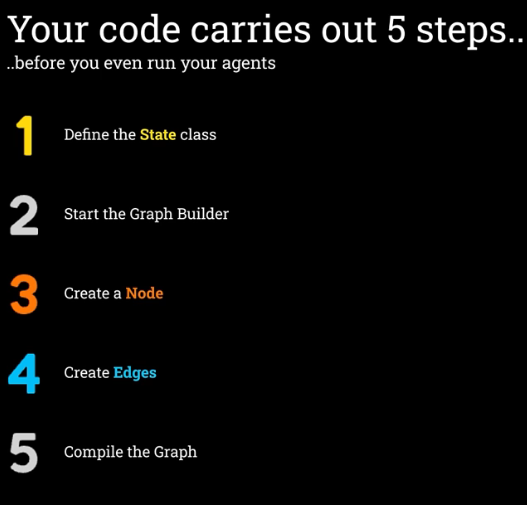 Your code carries out 5 steps..
..before you even run your agents
1 Define the State class
2 Start the Graph Builder
3 Create a Node
4 Create Edges
5 Compile the Graph